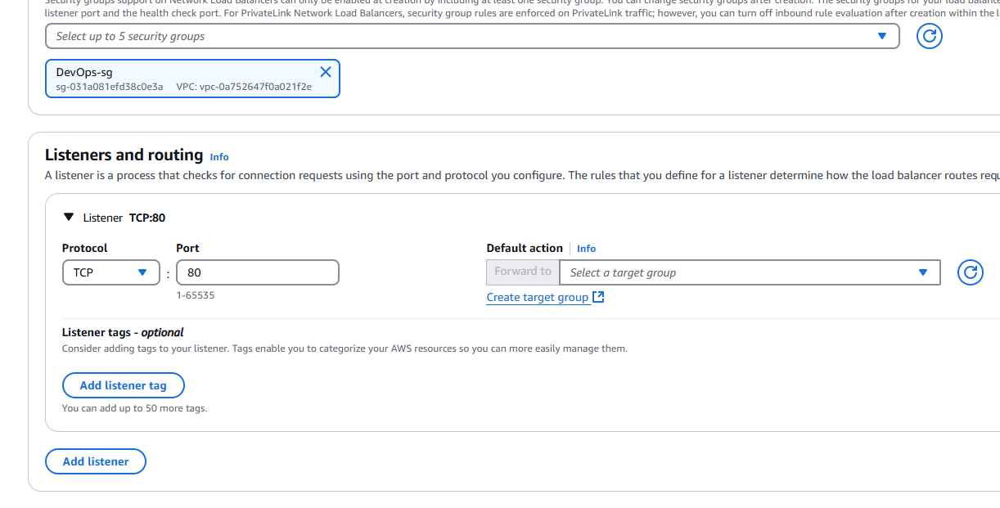 Security groups support on Network Load Balancers can only be enabled at creation by including at least one security group. You can change security groups after creation. The security groups for your load balance
listener port and the health check port. For PrivateLink Network Load Balancers, security group rules are enforced on PrivateLink traffic; however, you can turn off inbound rule evaluation after creation within the l
Select up to 5 security groups
DevOps-sg
sg-031a081efd38c0e3a VPC: vpc-0a752647f0a021f2e
Listeners and routing Info
A listener is a process that checks for connection requests using the port and protocol you configure. The rules that you define for a listener determine how the load balancer routes requ
Listener TCP:80
Protocol Port Default action Info
TCP : 80 Forward to Select a target group
1-65535 Create target group
Listener tags - optional
Consider adding tags to your listener. Tags enable you to categorize your AWS resources so you can more easily manage them.
Add listener tag
You can add up to 50 more tags.
Add listener